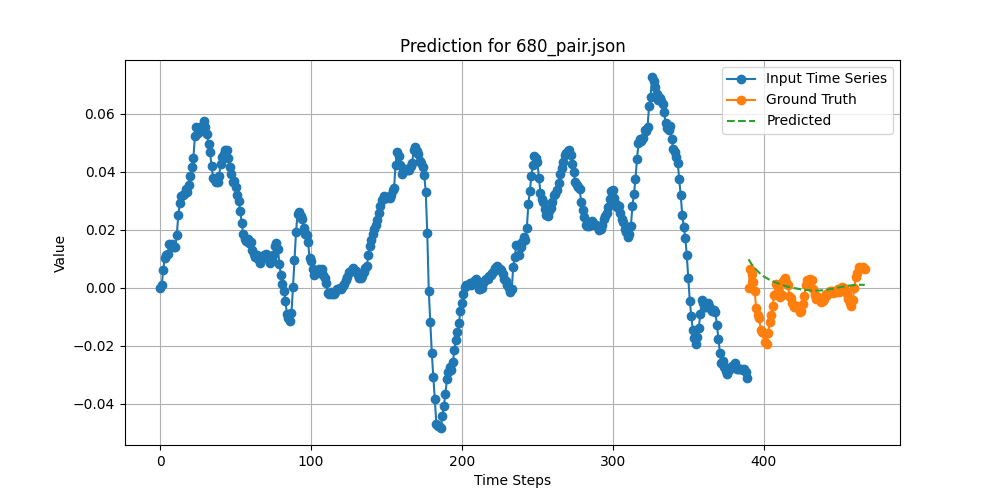 Prediction for 680_pair.json
Input Time Series
Ground Truth
Predicted
Value
0.06
0.04
0.02
0.00
−0.02
−0.04
0
100
200
300
400
Time Steps